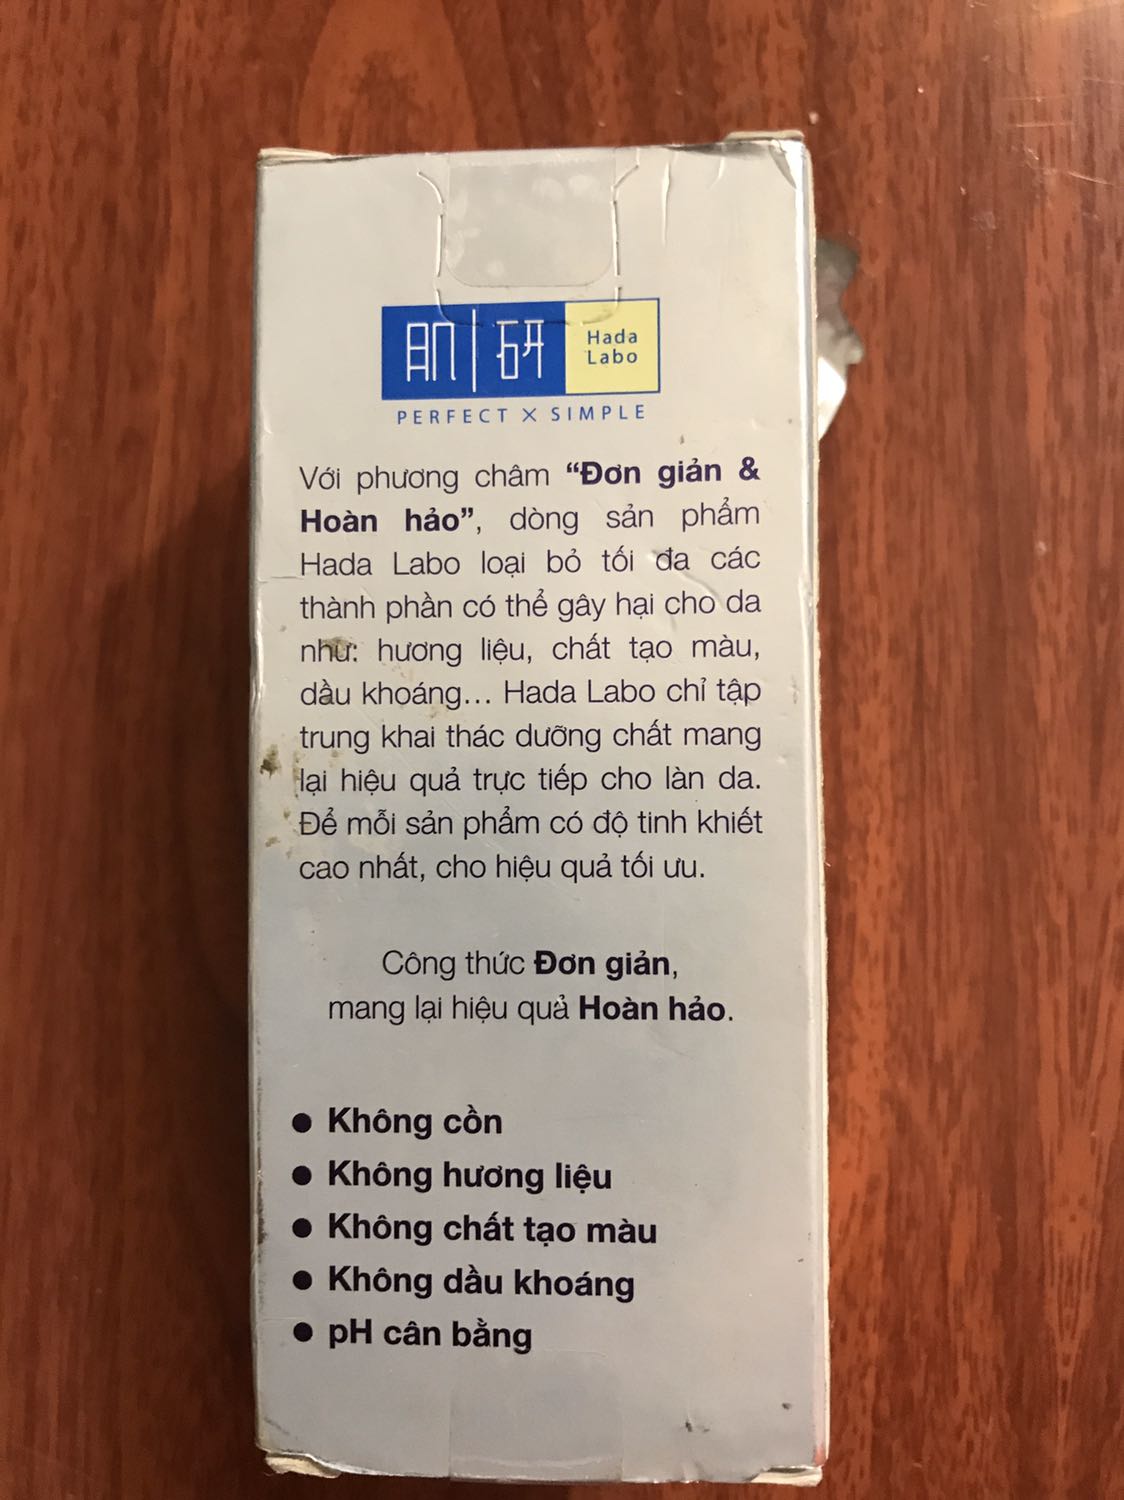 肌研
Hada
Labo
PERFECT × SIMPLE
Với phương châm “Đơn giản &
Hoàn hảo”, dòng sản phẩm
Hada Labo loại bỏ tối đa các
thành phần có thể gây hại cho da
như: hương liệu, chất tạo màu,
dầu khoáng... Hada Labo chỉ tập
trung khai thác dưỡng chất mang
lại hiệu quả trực tiếp cho làn da.
Để mỗi sản phẩm có độ tinh khiết
cao nhất, cho hiệu quả tối ưu.
Công thức Đơn giản,
mang lại hiệu quả Hoàn hảo.
● Không cồn
● Không hương liệu
● Không chất tạo màu
● Không dầu khoáng
● pH cân bằng